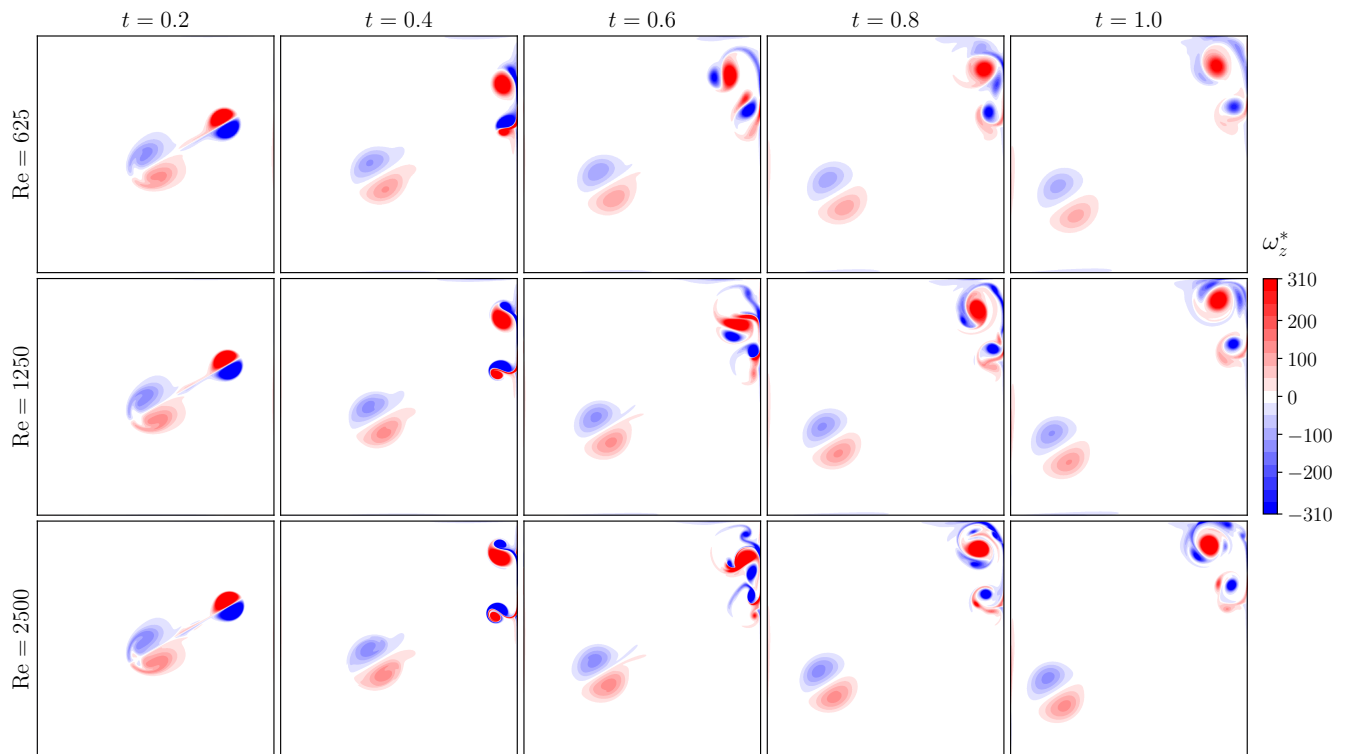 t = 0.2 t = 0.4 t = 0.6 t = 0.8 t = 1.0
Re = 625
Re = 1250
Re = 2500
ω*z
310
200
100
0
−100
−200
−310